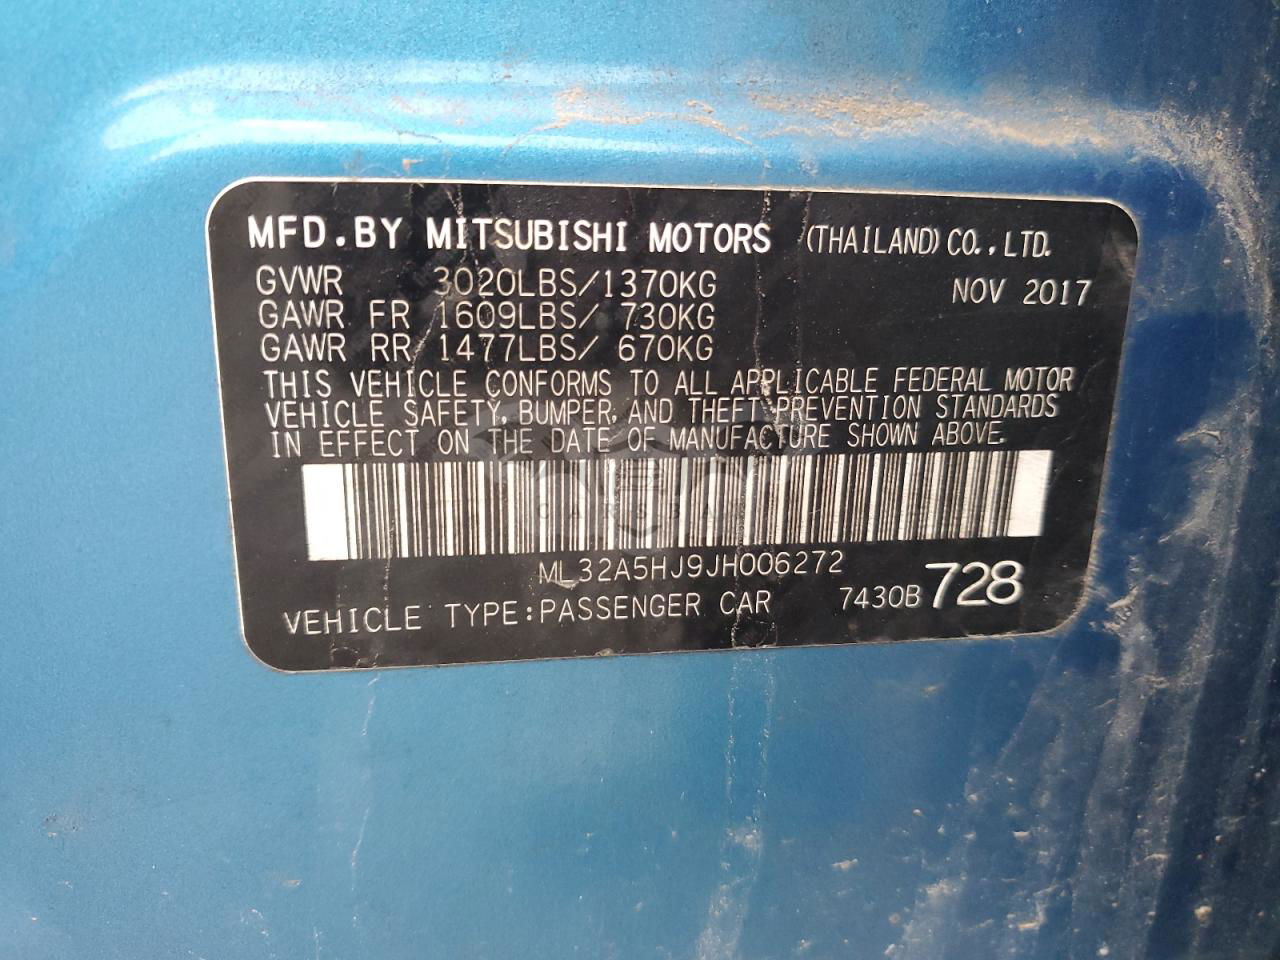 MFD.BY MITSUBISHI MOTORS (THAILAND) CO.,LTD.
GVWR 3020LBS/1370KG NOV 2017
GAWR FR 1609LBS/ 730KG
GAWR RR 1477LBS/ 670KG
THIS VEHICLE CONFORMS TO ALL APPLICABLE FEDERAL MOTOR
VEHICLE SAFETY, BUMPER, AND THEFT PREVENTION STANDARDS
IN EFFECT ON THE DATE OF MANUFACTURE SHOWN ABOVE.
ML32A5HJ9JH006272
VEHICLE TYPE:PASSENGER CAR 7430B 728